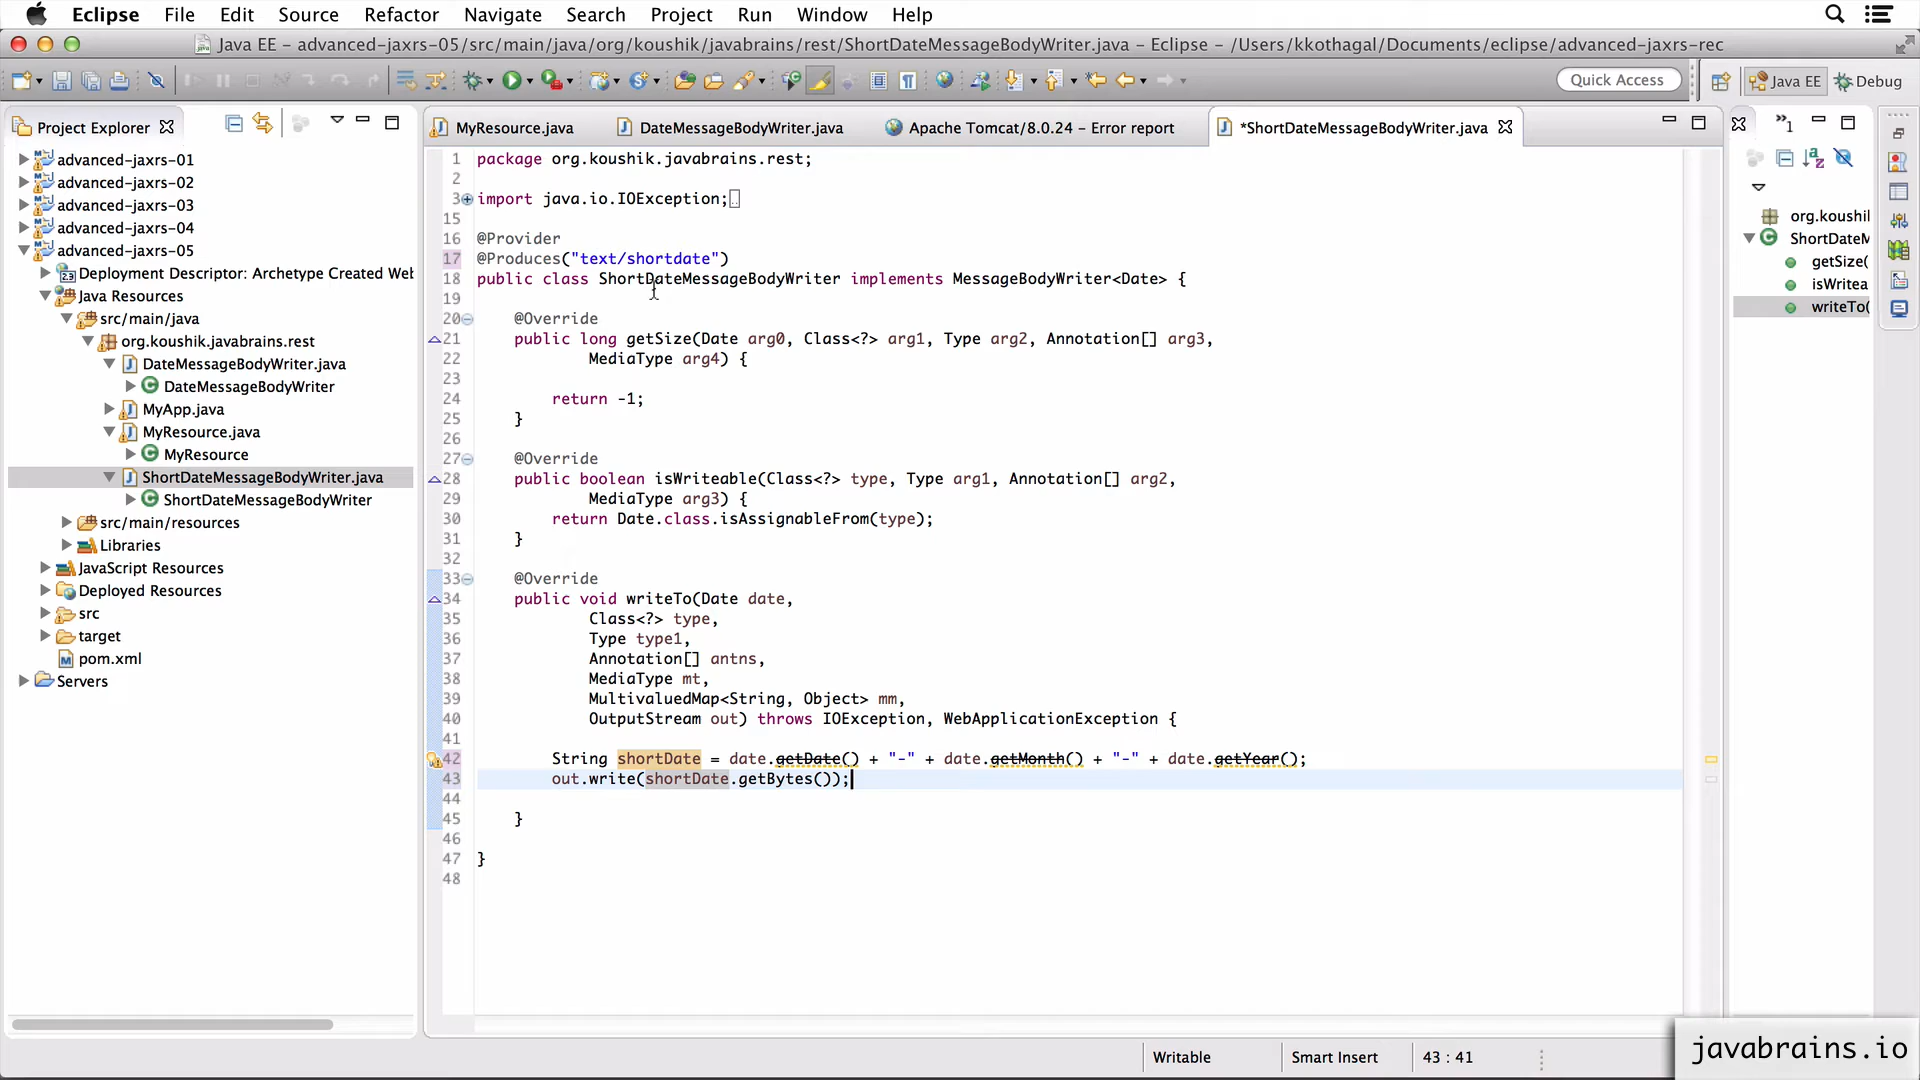 Eclipse File Edit Source Refactor Navigate Search Project Run Window Help
Java EE - advanced-jaxrs-05/src/main/java/org/koushik/javabrains/rest/ShortDateMessageBodyWriter.java - Eclipse - /Users/kkothagal/Documents/eclipse/advanced-jaxrs-rec
Quick Access
Java EE
Debug
Project Explorer
advanced-jaxrs-01
advanced-jaxrs-02
advanced-jaxrs-03
advanced-jaxrs-04
advanced-jaxrs-05
Deployment Descriptor: Archetype Created Web
Java Resources
src/main/java
org.koushik.javabrains.rest
DateMessageBodyWriter.java
DateMessageBodyWriter
MyApp.java
MyResource.java
MyResource
ShortDateMessageBodyWriter.java
ShortDateMessageBodyWriter
src/main/resources
Libraries
JavaScript Resources
Deployed Resources
src
target
pom.xml
Servers
MyResource.java
DateMessageBodyWriter.java
Apache Tomcat/8.0.24 - Error report
*ShortDateMessageBodyWriter.java
1 package org.koushik.javabrains.rest;
2
3 import java.io.IOException;
15
16 @Provider
17 @Produces("text/shortdate")
18 public class ShortDateMessageBodyWriter implements MessageBodyWriter<Date> {
19
20 @Override
21 public long getSize(Date arg0, Class<?> arg1, Type arg2, Annotation[] arg3,
22 MediaType arg4) {
23
24 return -1;
25 }
26
27 @Override
28 public boolean isWriteable(Class<?> type, Type arg1, Annotation[] arg2,
29 MediaType arg3) {
30 return Date.class.isAssignableFrom(type);
31 }
32
33 @Override
34 public void writeTo(Date date,
35 Class<?> type,
36 Type type1,
37 Annotation[] antns,
38 MediaType mt,
39 MultivaluedMap<String, Object> mm,
40 OutputStream out) throws IOException, WebApplicationException {
41
42 String shortDate = date.getDate() + "-" + date.getMonth() + "-" + date.getYear();
43 out.write(shortDate.getBytes());
44
45 }
46
47 }
48
»1
org.koushil
ShortDateM
getSize(
isWritea
writeTo(
Writable
Smart Insert
43 : 41
javabrains.io